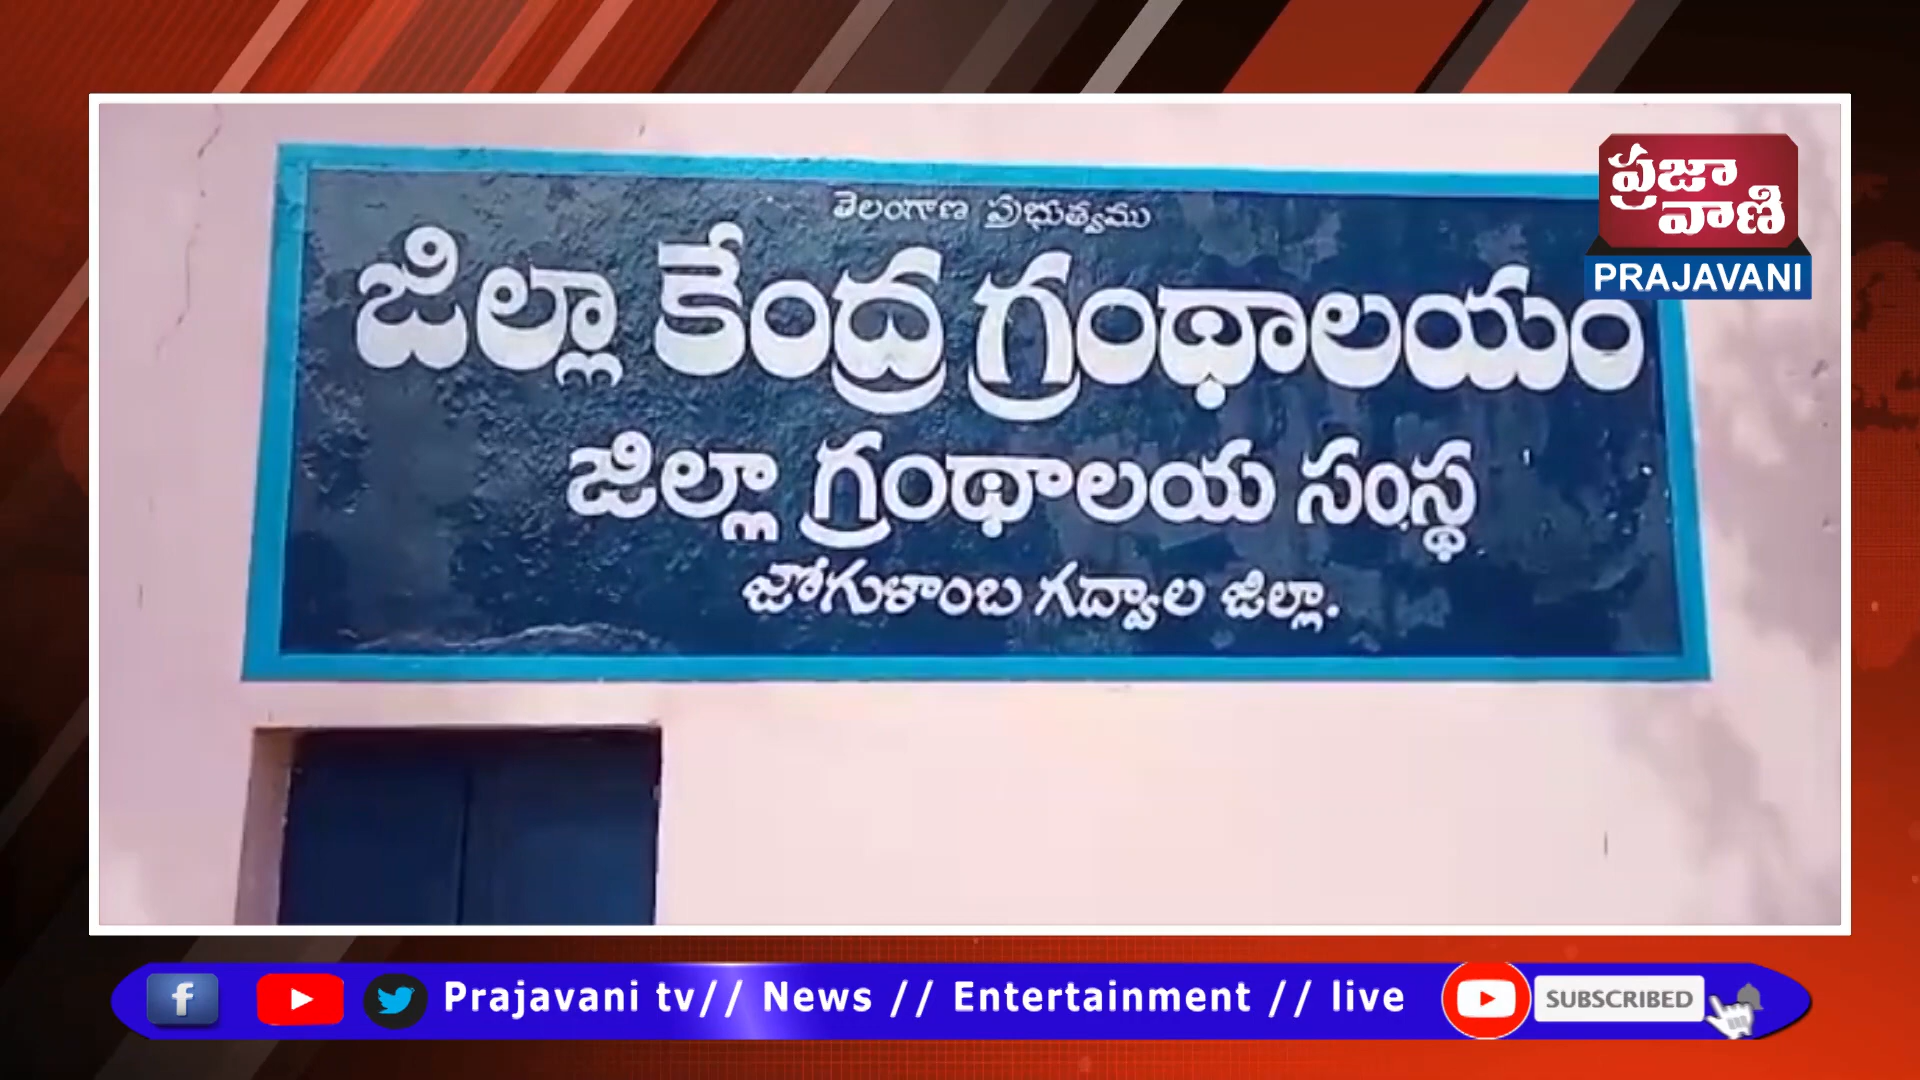 తెలంగాణ ప్రభుత్వము
జిల్లా కేంద్ర గ్రంథాలయం
జిల్లా గ్రంథాలయ సంస్థ
జోగుళాంబ గద్వాల జిల్లా.
ప్రజా
వాణి
PRAJAVANI
Prajavani tv// News // Entertainment // live
SUBSCRIBED